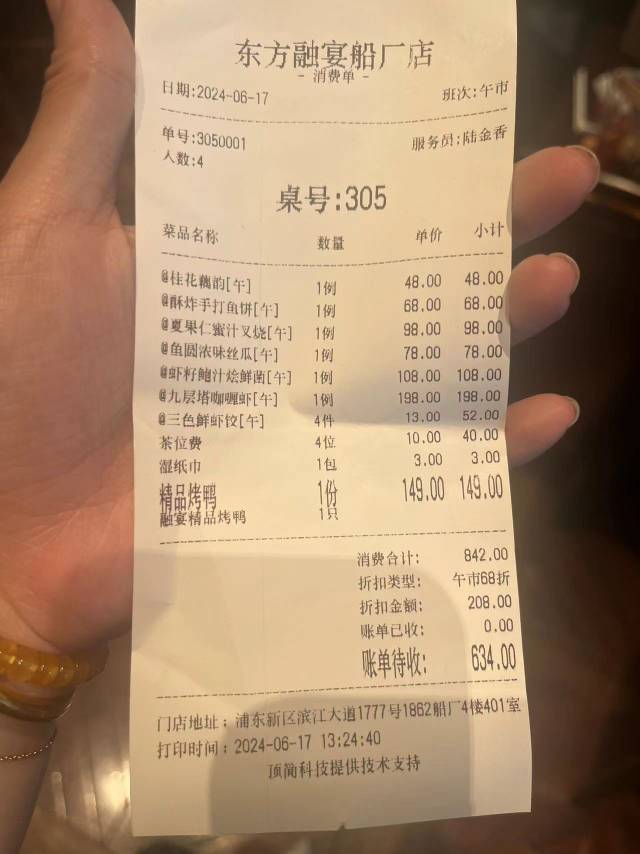 东方融宴船厂店
- 消费单 -
日期:2024-06-17 班次:午市
单号:3050001 服务员:陆金香
人数:4
桌号:305
菜品名称 数量 单价 小计
@桂花藕韵[午] 1例 48.00 48.00
@酥炸手打鱼饼[午] 1例 68.00 68.00
@夏果仁蜜汁叉烧[午] 1例 98.00 98.00
@鱼圆浓味丝瓜[午] 1例 78.00 78.00
@虾籽鲍汁烩鲜菌[午] 1例 108.00 108.00
@九层塔咖喱虾[午] 1例 198.00 198.00
@三色鲜虾饺[午] 4件 13.00 52.00
茶位费 4位 10.00 40.00
湿纸巾 1包 3.00 3.00
精品烤鸭 1份 149.00 149.00
融宴精品烤鸭 1只
消费合计: 842.00
折扣类型: 午市68折
折扣金额: 208.00
账单已收: 0.00
账单待收: 634.00
门店地址: 浦东新区滨江大道1777号1862船厂4楼401室
打印时间: 2024-06-17 13:24:40
顶简科技提供技术支持